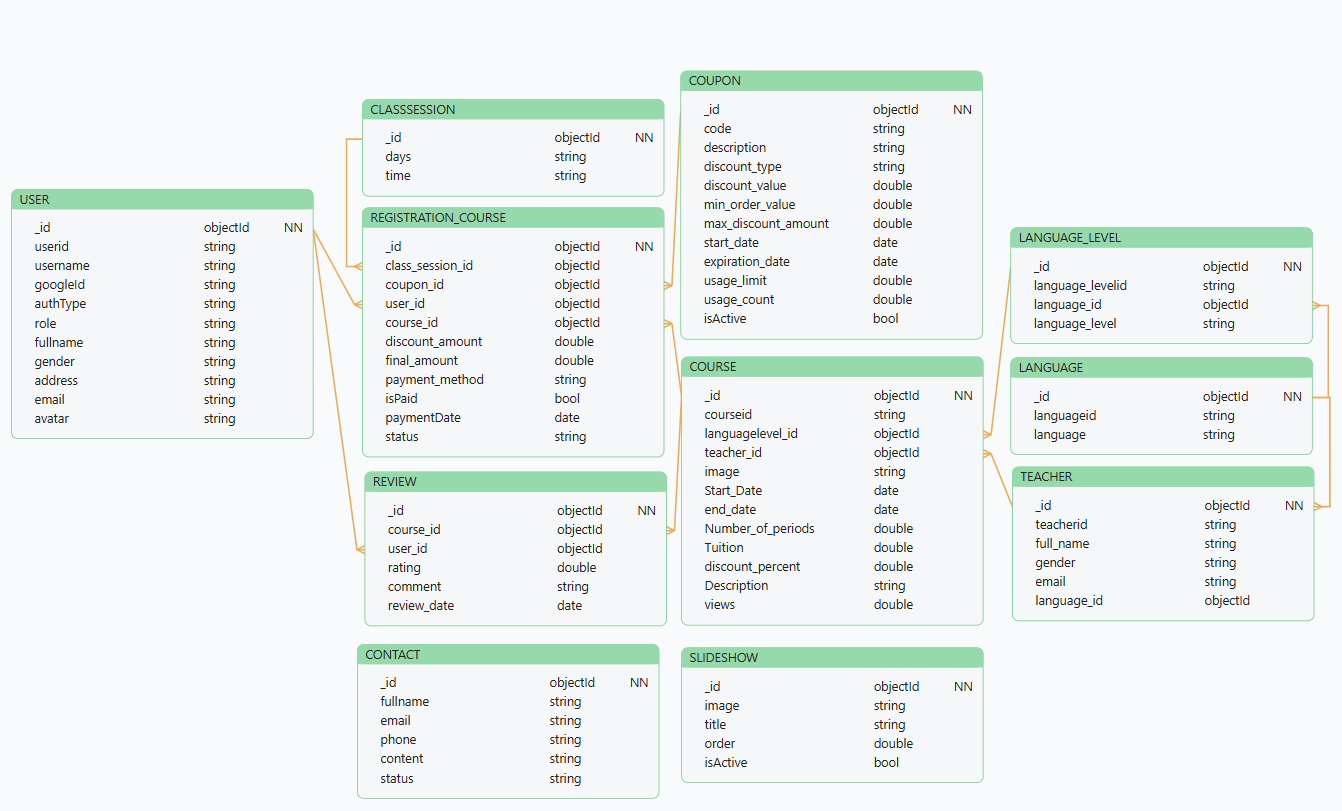 USER
_id objectId NN
userid string
username string
googleId string
authType string
role string
fullname string
gender string
address string
email string
avatar string
CLASSSESSION
_id objectId NN
days string
time string
REGISTRATION_COURSE
_id objectId NN
class_session_id objectId
coupon_id objectId
user_id objectId
course_id objectId
discount_amount double
final_amount double
payment_method string
isPaid bool
paymentDate date
status string
REVIEW
_id objectId NN
course_id objectId
user_id objectId
rating double
comment string
review_date date
CONTACT
_id objectId NN
fullname string
email string
phone string
content string
status string
COUPON
_id objectId NN
code string
description string
discount_type string
discount_value double
min_order_value double
max_discount_amount double
start_date date
expiration_date date
usage_limit double
usage_count double
isActive bool
COURSE
_id objectId NN
courseid string
languagelevel_id objectId
teacher_id objectId
image string
Start_Date date
end_date date
Number_of_periods double
Tuition double
discount_percent double
Description string
views double
SLIDESHOW
_id objectId NN
image string
title string
order double
isActive bool
LANGUAGE_LEVEL
_id objectId NN
language_levelid string
language_id objectId
language_level string
LANGUAGE
_id objectId NN
languageid string
language string
TEACHER
_id objectId NN
teacherid string
full_name string
gender string
email string
language_id objectId